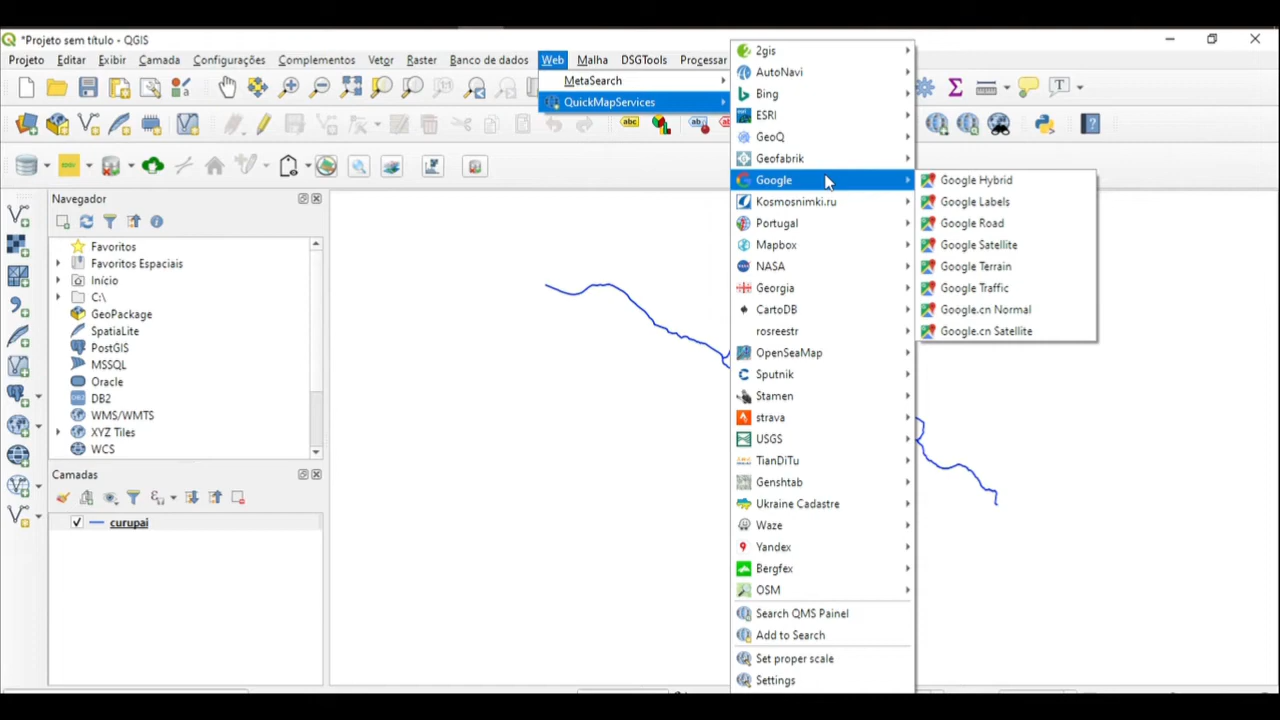 *Projeto sem título - QGIS
Projeto Editar Exibir Camada Configurações Complementos Vetor Raster Banco de dados Web Malha DSGTools Processar
MetaSearch
QuickMapServices
2gis
AutoNavi
Bing
ESRI
GeoQ
Geofabrik
Google
Kosmosnimki.ru
Portugal
Mapbox
NASA
Georgia
CartoDB
rosreestr
OpenSeaMap
Sputnik
Stamen
strava
USGS
TianDiTu
Genshtab
Ukraine Cadastre
Waze
Yandex
Bergfex
OSM
Search QMS Painel
Add to Search
Set proper scale
Settings
Google Hybrid
Google Labels
Google Road
Google Satellite
Google Terrain
Google Traffic
Google.cn Normal
Google.cn Satellite
abc
Navegador
Favoritos
Favoritos Espaciais
Início
C:\
GeoPackage
SpatiaLite
PostGIS
MSSQL
Oracle
DB2
WMS/WMTS
XYZ Tiles
WCS
Camadas
curupai